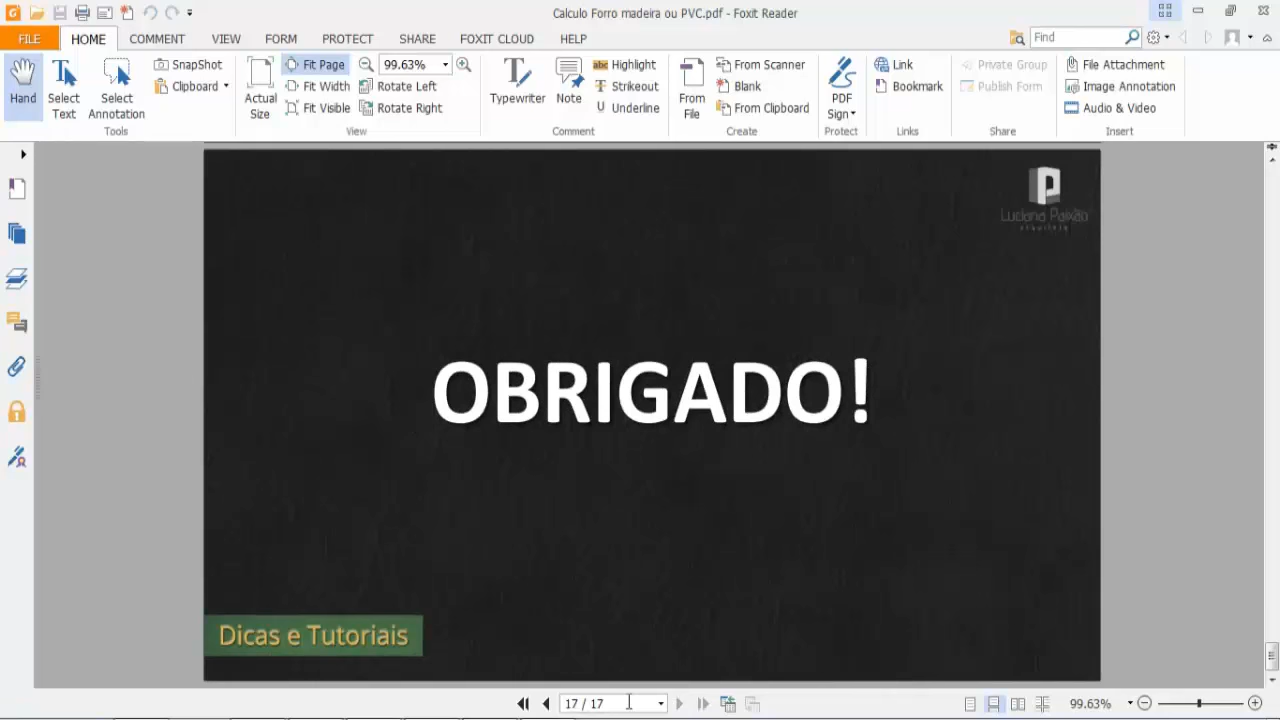 Calculo Forro madeira ou PVC.pdf - Foxit Reader
FILE HOME COMMENT VIEW FORM PROTECT SHARE FOXIT CLOUD HELP
Find
Hand
Select Text
Select Annotation
SnapShot
Clipboard
Tools
Actual Size
Fit Page
Fit Width
Fit Visible
99.63%
Rotate Left
Rotate Right
View
Typewriter
Note
Highlight
Strikeout
Underline
Comment
From File
From Scanner
Blank
From Clipboard
Create
PDF Sign
Protect
Link
Bookmark
Links
Private Group
Publish Form
Share
File Attachment
Image Annotation
Audio & Video
Insert
Luciana Paixão
arquiteta
OBRIGADO!
Dicas e Tutoriais
17 / 17
99.63%